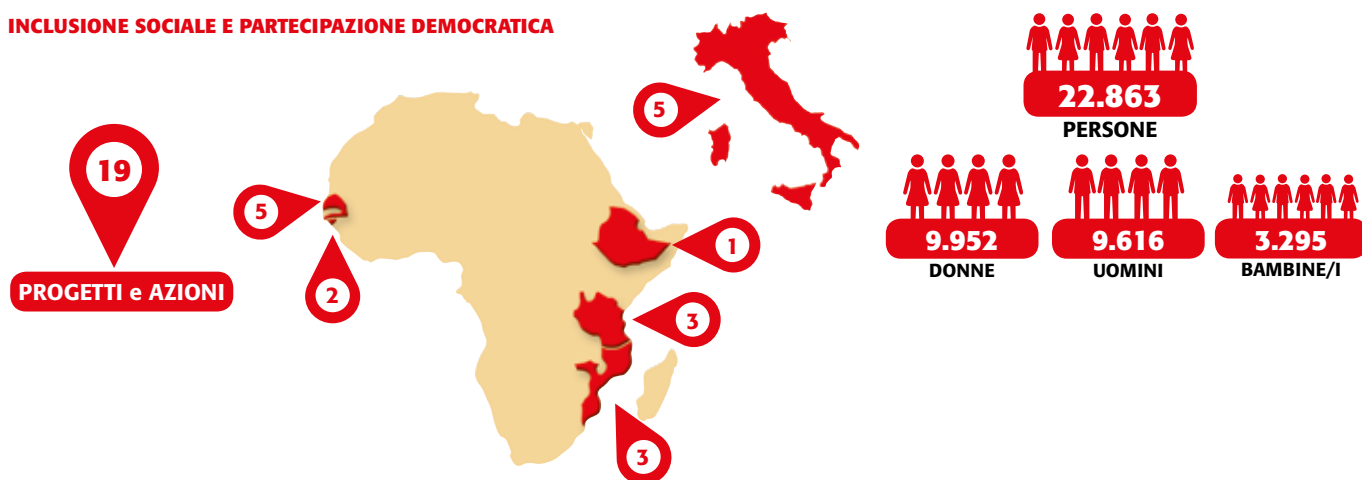 INCLUSIONE SOCIALE E PARTECIPAZIONE DEMOCRATICA
19
PROGETTI e AZIONI
5
2
5
1
3
3
22.863
PERSONE
9.952
DONNE
9.616
UOMINI
3.295
BAMBINE/I